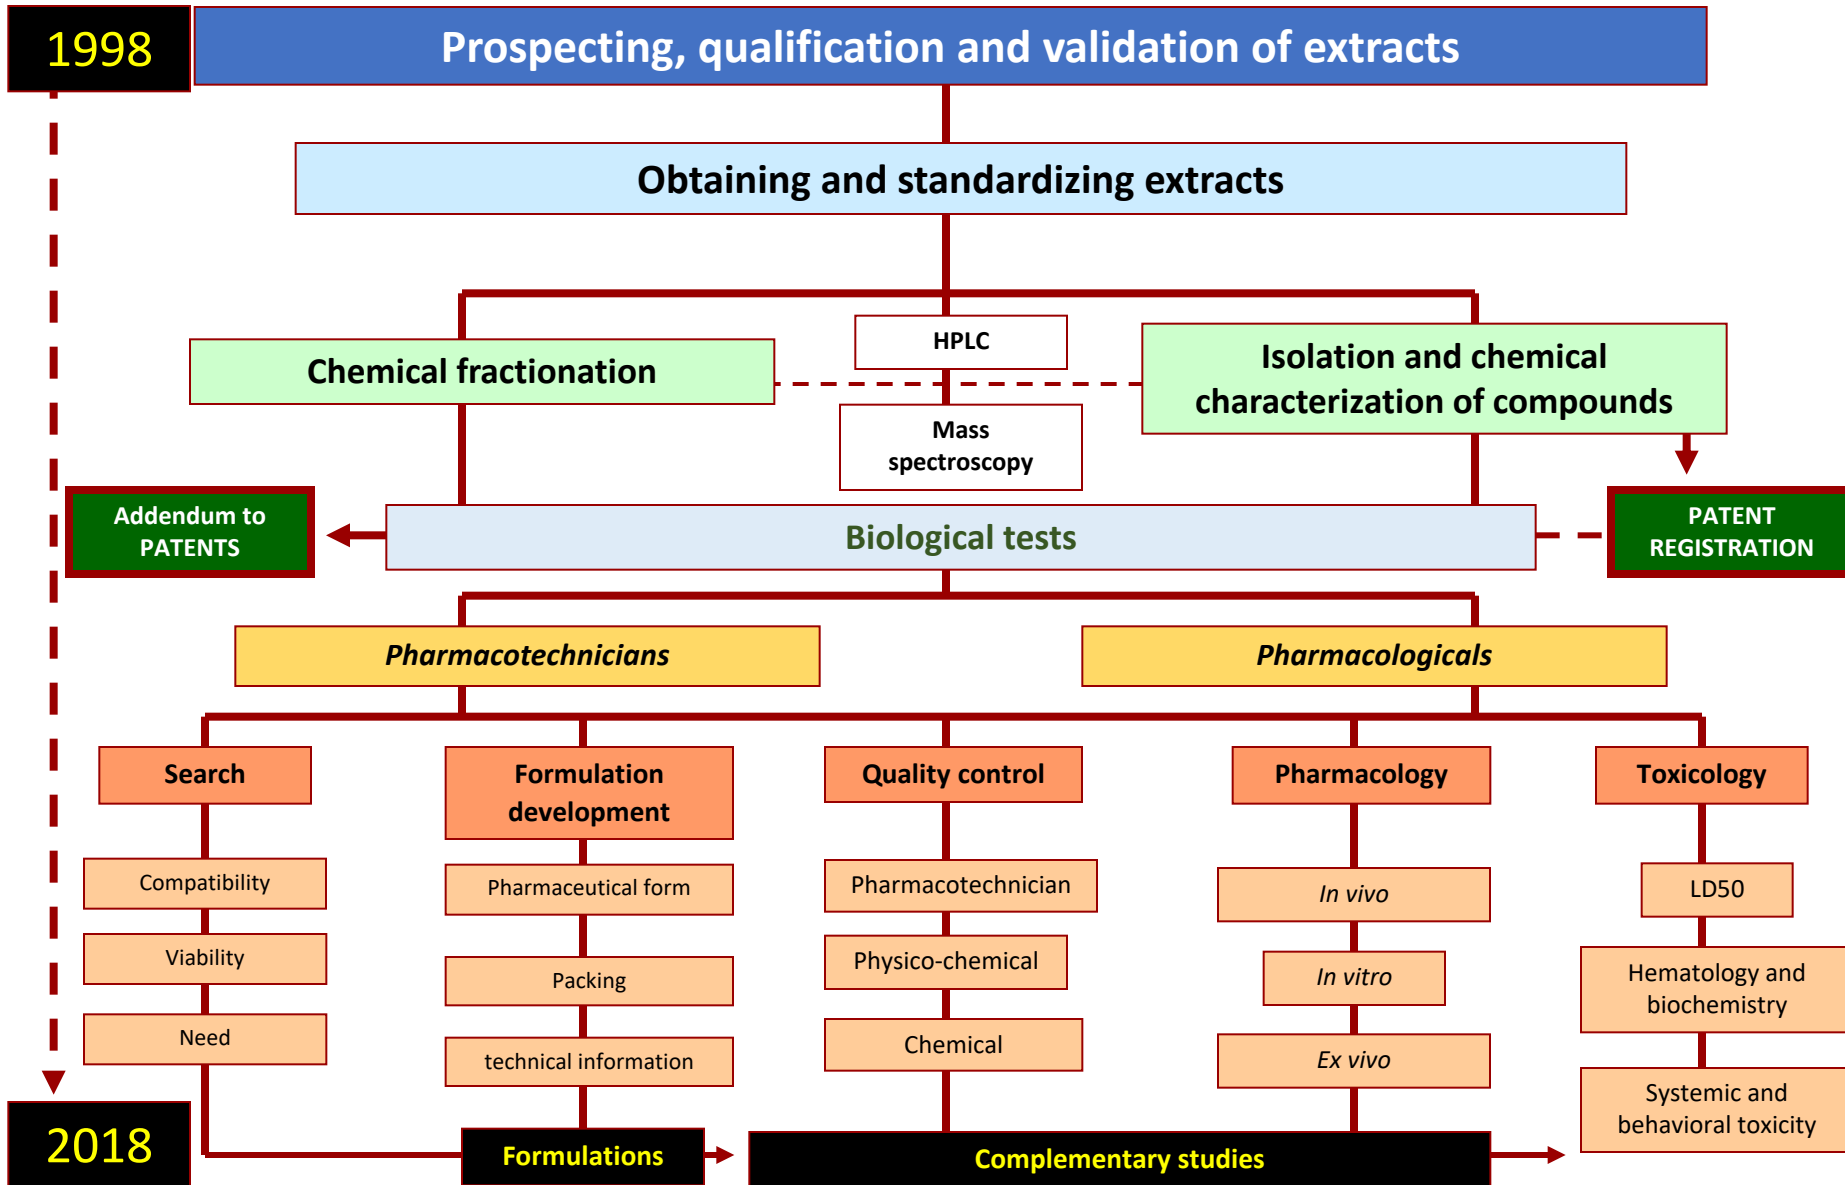 1998
Prospecting, qualification and validation of extracts
Obtaining and standardizing extracts
HPLC
Chemical fractionation
Isolation and chemical
characterization of compounds
Mass
spectroscopy
Addendum to
PATENTS
Biological tests
PATENT
REGISTRATION
Pharmacotechnicians
Pharmacologicals
Search
Formulation
development
Quality control
Pharmacology
Toxicology
Compatibility
Pharmaceutical form
Pharmacotechnician
In vivo
LD50
Viability
Packing
Physico-chemical
In vitro
Hematology and
biochemistry
Need
technical information
Chemical
Ex vivo
Systemic and
behavioral toxicity
2018
Formulations
Complementary studies